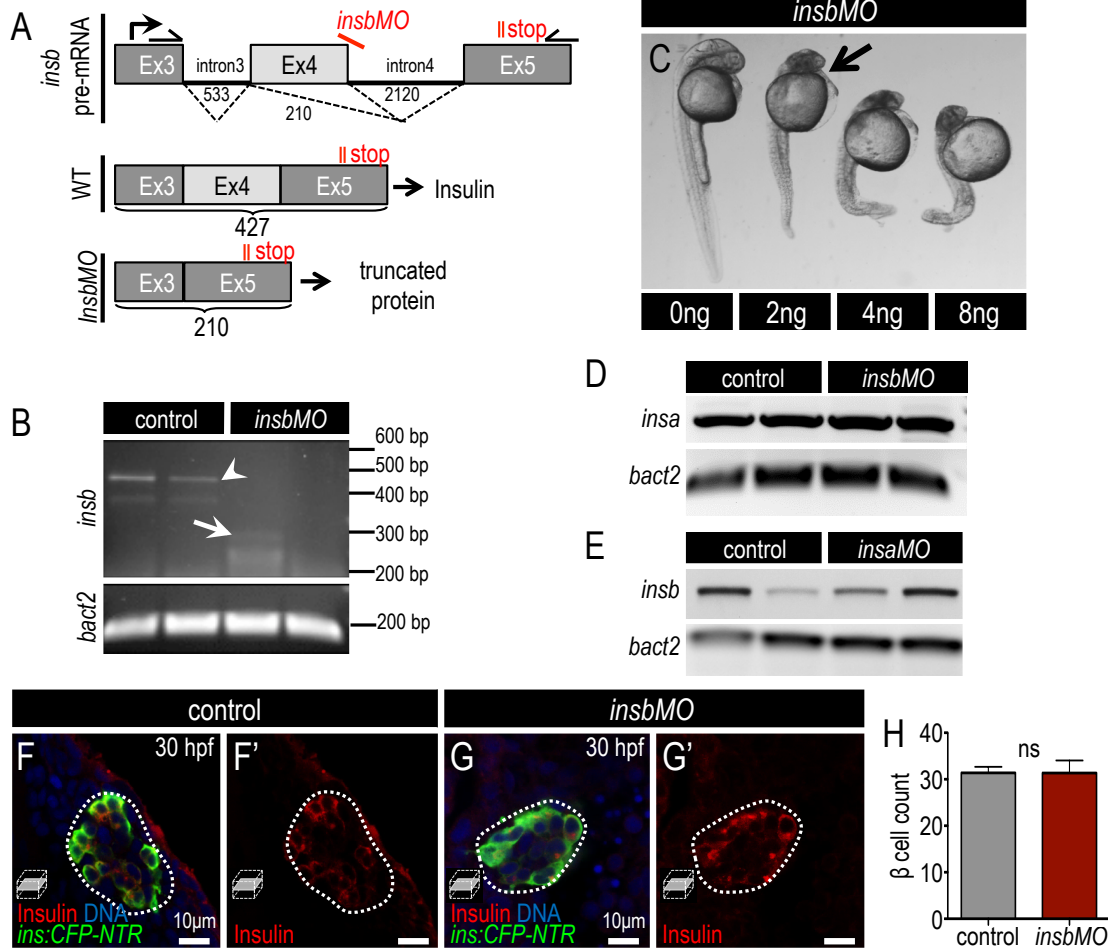 A
insb
pre-mRNA
insbMO
stop
Ex3
intron3
Ex4
intron4
Ex5
533
210
2120
WT
stop
Ex3
Ex4
Ex5
Insulin
427
InsbMO
stop
Ex3
Ex5
truncated
protein
210
insbMO
C
0ng
2ng
4ng
8ng
B
control
insbMO
insb
600 bp
500 bp
400 bp
300 bp
200 bp
bact2
200 bp
D
control
insbMO
insa
bact2
E
control
insaMO
insb
bact2
control
insbMO
F
30 hpf
Insulin DNA
ins:CFP-NTR
10μm
F'
Insulin
G
30 hpf
Insulin DNA
ins:CFP-NTR
10μm
G'
Insulin
H
β cell count
40
30
20
10
0
ns
control
insbMO